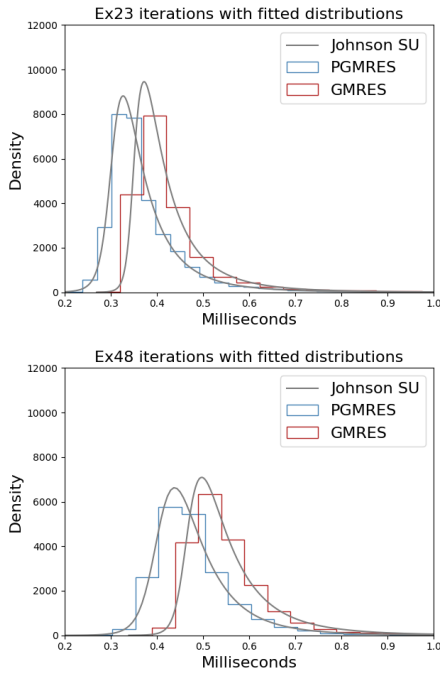 Ex23 iterations with fitted distributions
12000
10000
8000
6000
4000
2000
0
Density
Johnson SU
PGMRES
GMRES
0.2 0.3 0.4 0.5 0.6 0.7 0.8 0.9 1.0
Milliseconds
Ex48 iterations with fitted distributions
12000
10000
8000
6000
4000
2000
0
Density
Johnson SU
PGMRES
GMRES
0.2 0.3 0.4 0.5 0.6 0.7 0.8 0.9 1.0
Milliseconds